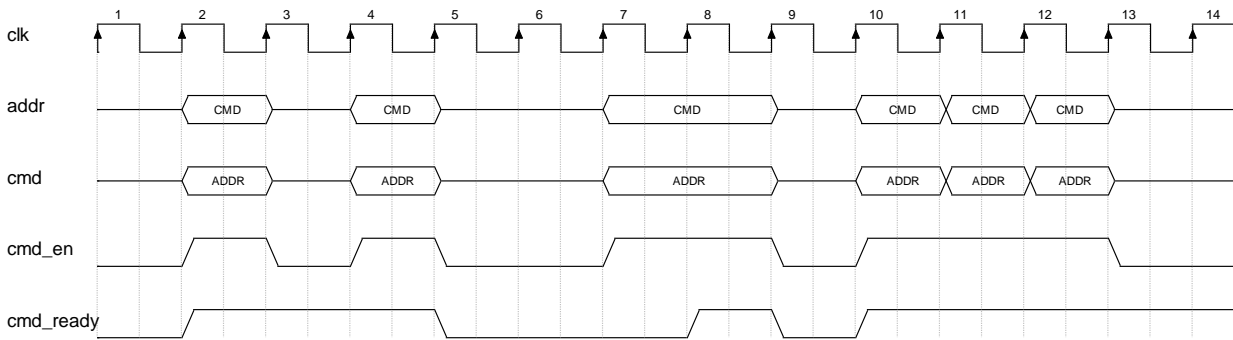 1 2 3 4 5 6 7 8 9 10 11 12 13 14
clk
addr CMD CMD CMD CMD CMD CMD
cmd ADDR ADDR ADDR ADDR ADDR ADDR
cmd_en
cmd_ready